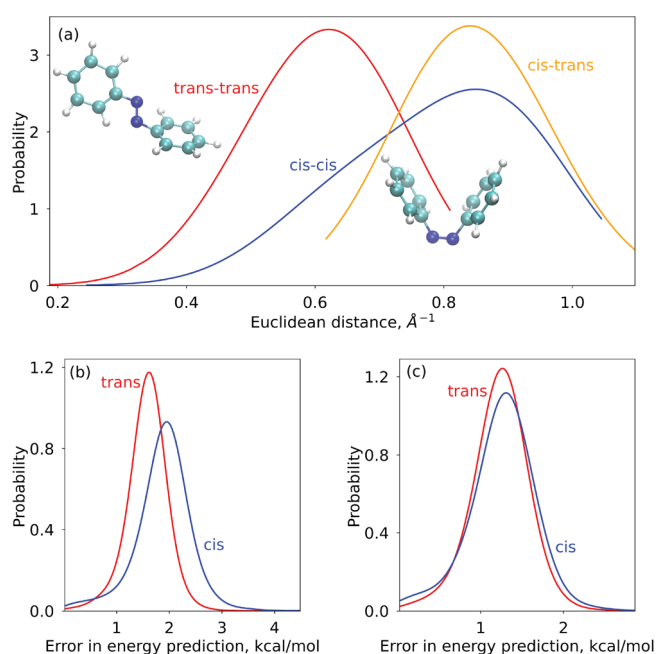 (a)
3
2
1
0
Probability
trans-trans
cis-trans
cis-cis
0.2 0.4 0.6 0.8 1.0
Euclidean distance, Å⁻¹
(b)
1.2
0.8
0.4
0.0
Probability
trans
cis
1 2 3 4
Error in energy prediction, kcal/mol
(c)
1.2
0.8
0.4
0.0
Probability
trans
cis
1 2
Error in energy prediction, kcal/mol